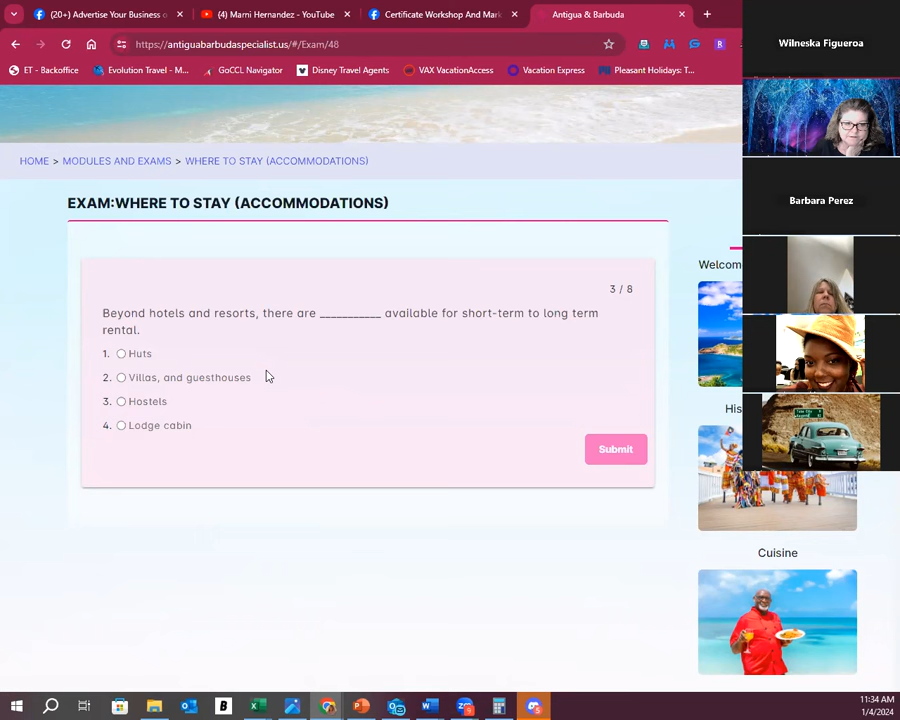 (20+) Advertise Your Business o
(4) Marni Hernandez - YouTube
Certificate Workshop And Mark
Antigua & Barbuda
https://antiguabarbudaspecialist.us/#/Exam/48
ET - Backoffice
Evolution Travel - M...
GoCCL Navigator
Disney Travel Agents
VAX VacationAccess
Vacation Express
Pleasant Holidays: T...
HOME > MODULES AND EXAMS > WHERE TO STAY (ACCOMMODATIONS)
EXAM:WHERE TO STAY (ACCOMMODATIONS)
3 / 8
Beyond hotels and resorts, there are ___________ available for short-term to long term
rental.
1. Huts
2. Villas, and guesthouses
3. Hostels
4. Lodge cabin
Submit
Welcom
His
Cuisine
Wilneska Figueroa
Barbara Perez
11:34 AM
1/4/2024